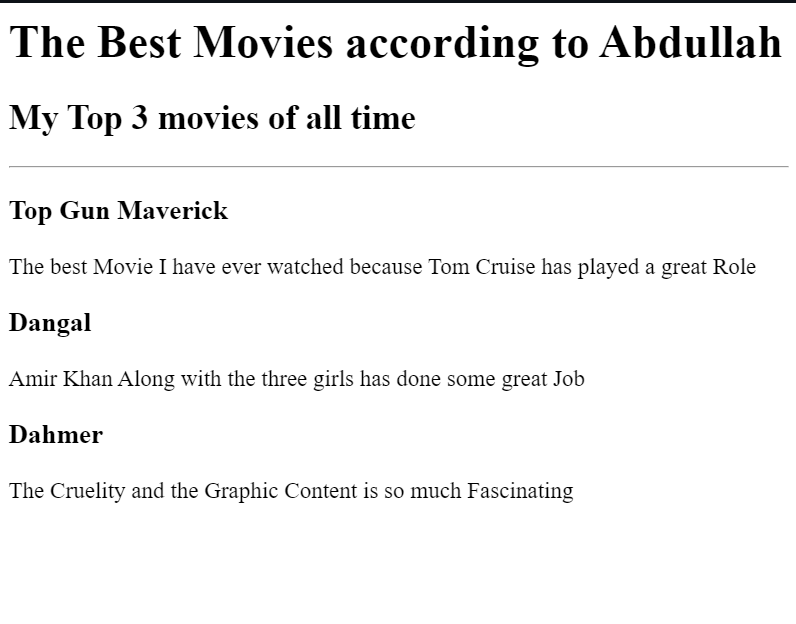 The Best Movies according to Abdullah
My Top 3 movies of all time
Top Gun Maverick
The best Movie I have ever watched because Tom Cruise has played a great Role
Dangal
Amir Khan Along with the three girls has done some great Job
Dahmer
The Cruelity and the Graphic Content is so much Fascinating